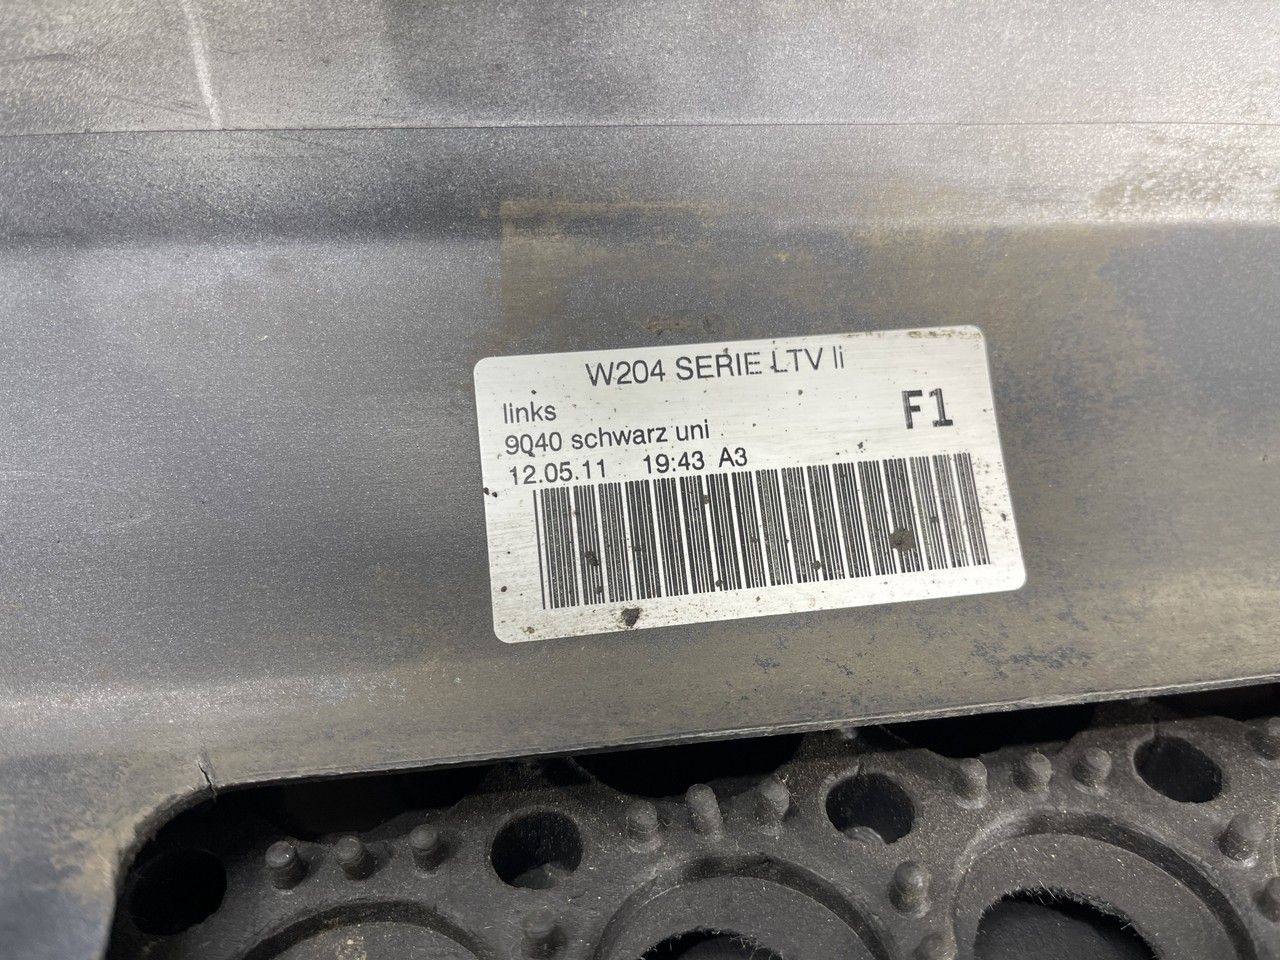 W204 SERIE LTV li
links
F1
9040 schwarz uni
12.05.11 19:43 A3